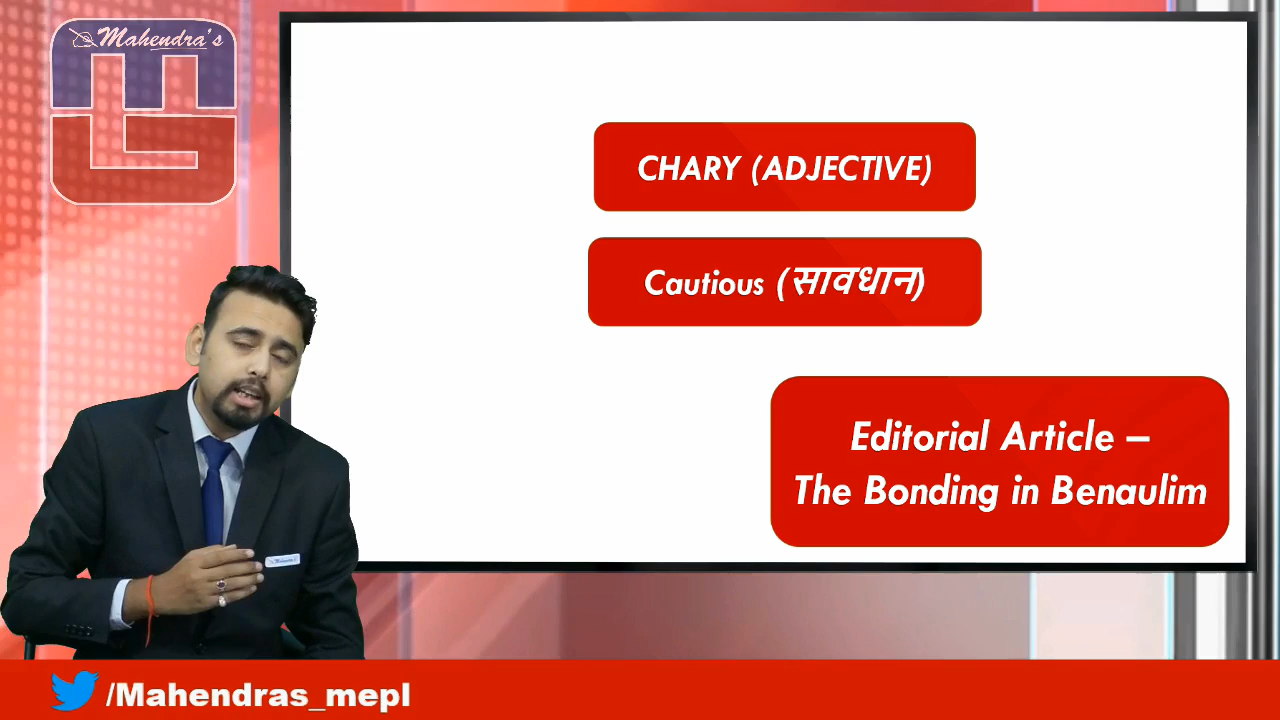 Mahendra's
CHARY (ADJECTIVE)
Cautious (सावधान)
Editorial Article –
The Bonding in Benaulim
/Mahendras_mepl